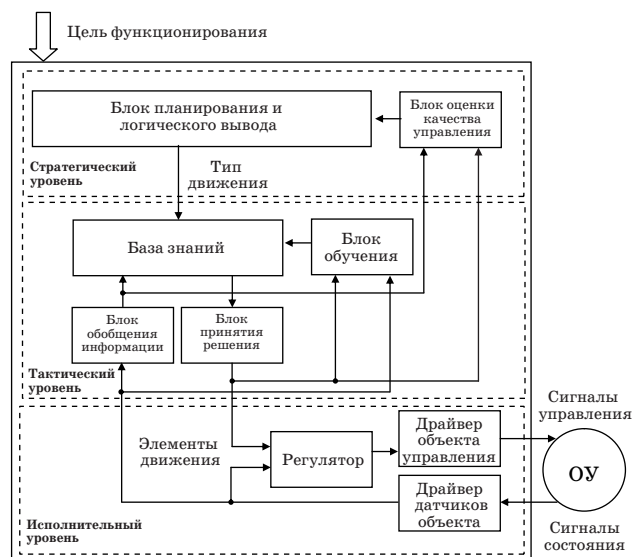 Цель функционирования
Блок планирования и
логического вывода
Блок оценки
качества
управления
Стратегический
уровень
Тип
движения
База знаний
Блок
обучения
Блок
обобщения
информации
Блок
принятия
решения
Тактический
уровень
Элементы
движения
Регулятор
Драйвер
объекта
управления
Сигналы
управления
ОУ
Драйвер
датчиков
объекта
Исполнительный
уровень
Сигналы
состояния